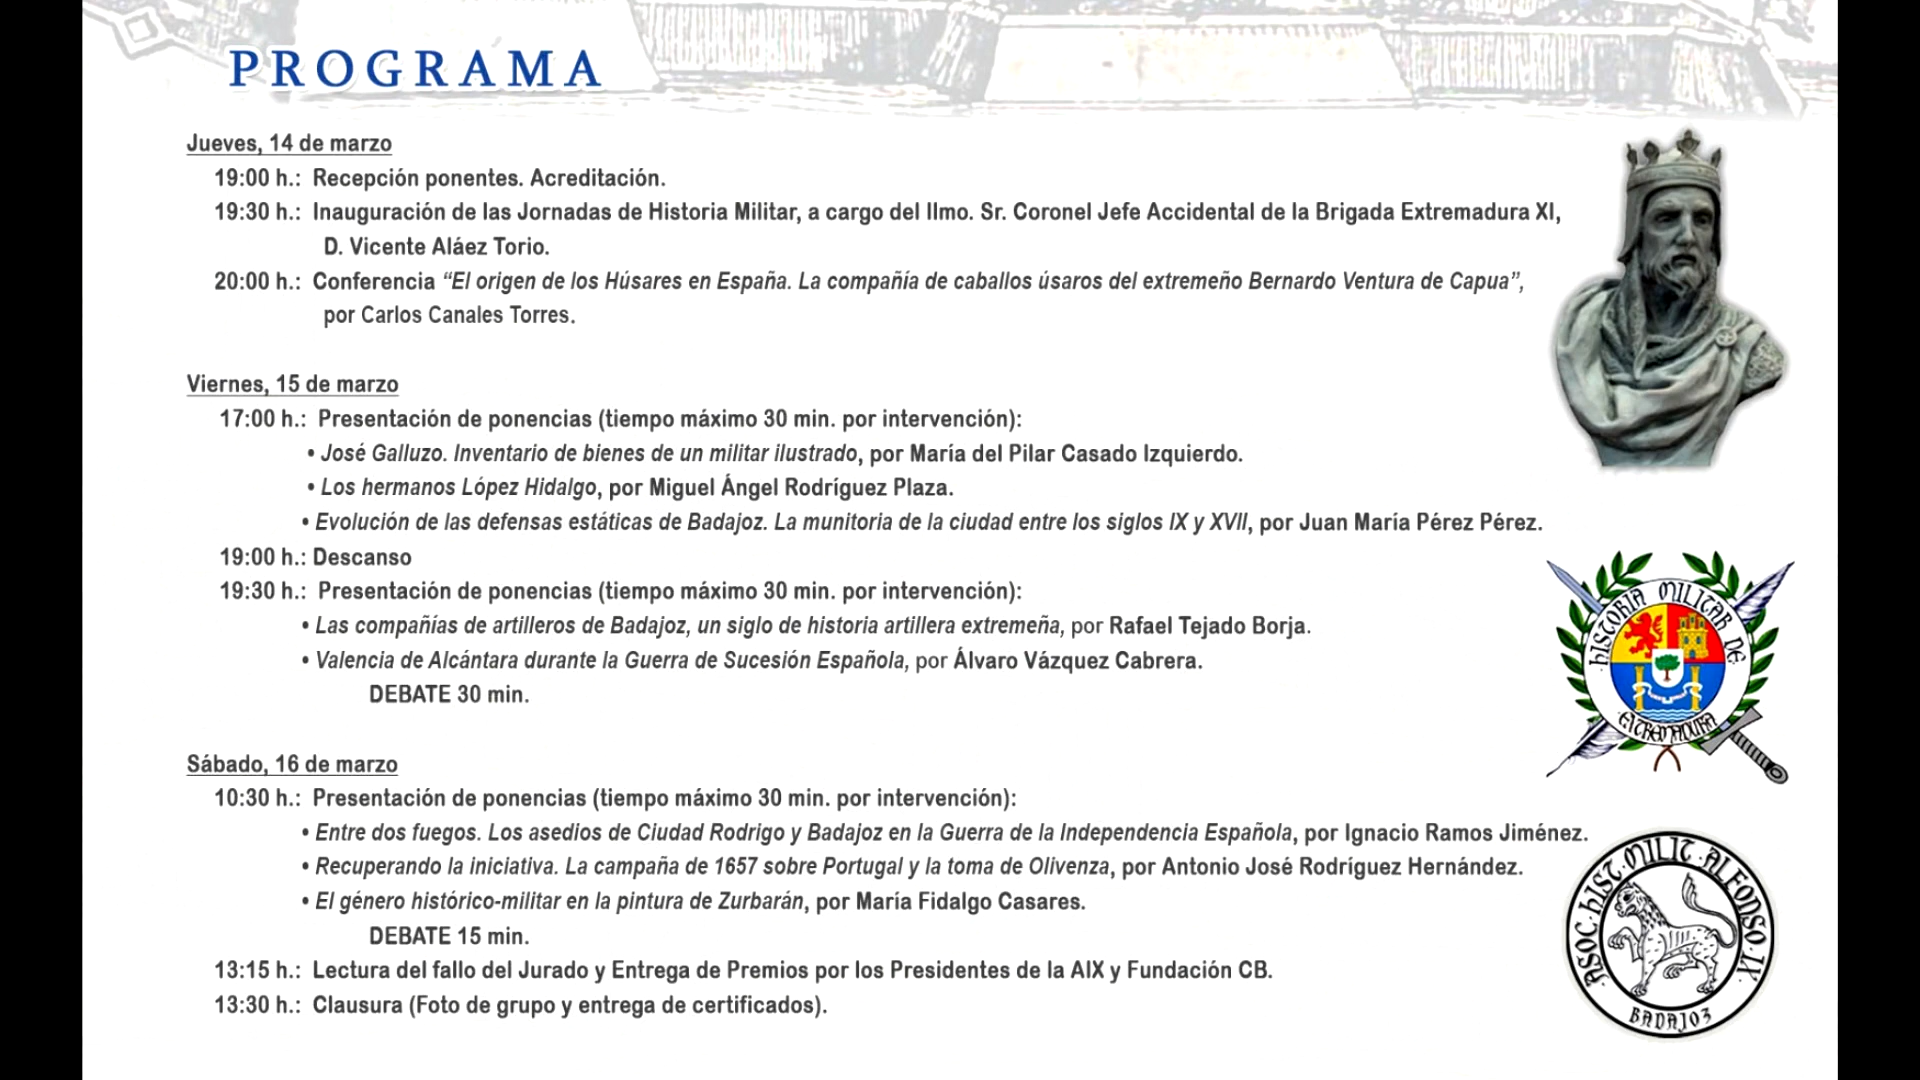 PROGRAMA
Jueves, 14 de marzo
19:00 h.: Recepción ponentes. Acreditación.
19:30 h.: Inauguración de las Jornadas de Historia Militar, a cargo del Ilmo. Sr. Coronel Jefe Accidental de la Brigada Extremadura XI,
D. Vicente Aláez Torio.
20:00 h.: Conferencia “El origen de los Húsares en España. La compañía de caballos úsaros del extremeño Bernardo Ventura de Capua”,
por Carlos Canales Torres.
Viernes, 15 de marzo
17:00 h.: Presentación de ponencias (tiempo máximo 30 min. por intervención):
• José Galluzo. Inventario de bienes de un militar ilustrado, por María del Pilar Casado Izquierdo.
• Los hermanos López Hidalgo, por Miguel Ángel Rodríguez Plaza.
• Evolución de las defensas estáticas de Badajoz. La munitoria de la ciudad entre los siglos IX y XVII, por Juan María Pérez Pérez.
19:00 h.: Descanso
19:30 h.: Presentación de ponencias (tiempo máximo 30 min. por intervención):
• Las compañías de artilleros de Badajoz, un siglo de historia artillera extremeña, por Rafael Tejado Borja.
• Valencia de Alcántara durante la Guerra de Sucesión Española, por Álvaro Vázquez Cabrera.
DEBATE 30 min.
HISTORIA MILITAR DE
EXTREMADURA
Sábado, 16 de marzo
10:30 h.: Presentación de ponencias (tiempo máximo 30 min. por intervención):
• Entre dos fuegos. Los asedios de Ciudad Rodrigo y Badajoz en la Guerra de la Independencia Española, por Ignacio Ramos Jiménez.
• Recuperando la iniciativa. La campaña de 1657 sobre Portugal y la toma de Olivenza, por Antonio José Rodríguez Hernández.
• El género histórico-militar en la pintura de Zurbarán, por María Fidalgo Casares.
DEBATE 15 min.
13:15 h.: Lectura del fallo del Jurado y Entrega de Premios por los Presidentes de la AIX y Fundación CB.
13:30 h.: Clausura (Foto de grupo y entrega de certificados).
ASOC·HIST·MILIT·ALFONSO·IX·
BADAJOZ